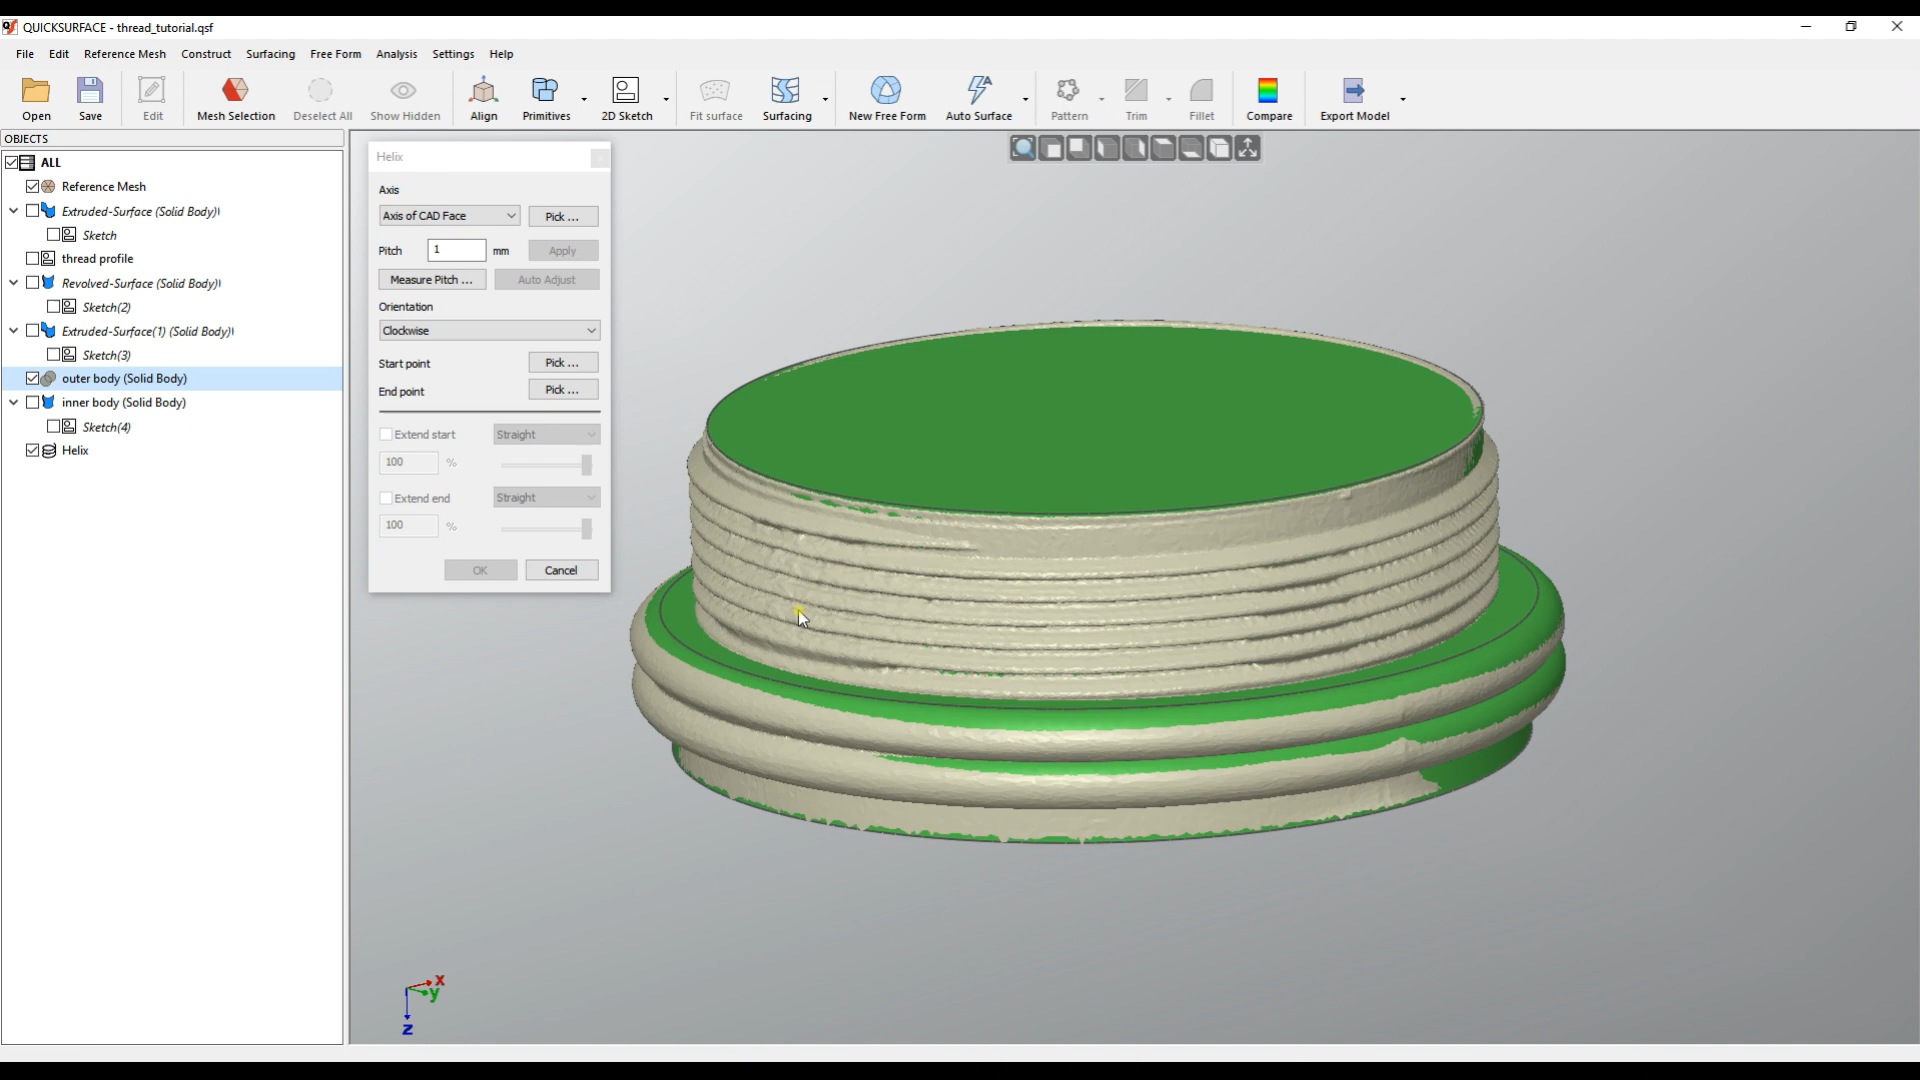 QUICKSURFACE - thread_tutorial.qsf
File Edit Reference Mesh Construct Surfacing Free Form Analysis Settings Help
Open Save Edit Mesh Selection Deselect All Show Hidden Align Primitives 2D Sketch Fit surface Surfacing New Free Form Auto Surface Pattern Trim Fillet Compare Export Model
OBJECTS
ALL
Reference Mesh
Extruded-Surface (Solid Body)
Sketch
thread profile
Revolved-Surface (Solid Body)
Sketch(2)
Extruded-Surface(1) (Solid Body)
Sketch(3)
outer body (Solid Body)
inner body (Solid Body)
Sketch(4)
Helix
Helix
Axis
Axis of CAD Face Pick ...
Pitch 1 mm Apply
Measure Pitch ... Auto Adjust
Orientation
Clockwise
Start point Pick ...
End point Pick ...
Extend start Straight
100 %
Extend end Straight
100 %
OK Cancel
x
y
z